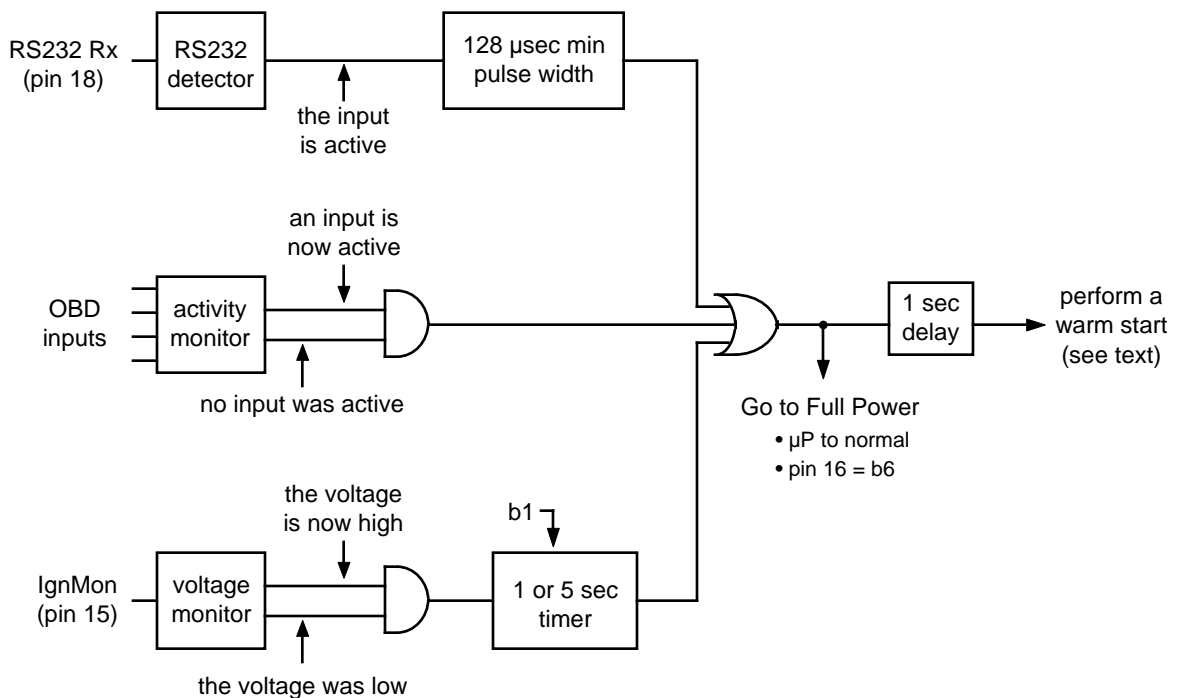 RS232 Rx
(pin 18)
RS232
detector
the input
is active
128 µsec min
pulse width
an input is
now active
OBD
inputs
activity
monitor
no input was active
1 sec
delay
perform a
warm start
(see text)
Go to Full Power
• µP to normal
• pin 16 = b6
the voltage
is now high
b1
IgnMon
(pin 15)
voltage
monitor
1 or 5 sec
timer
the voltage was low